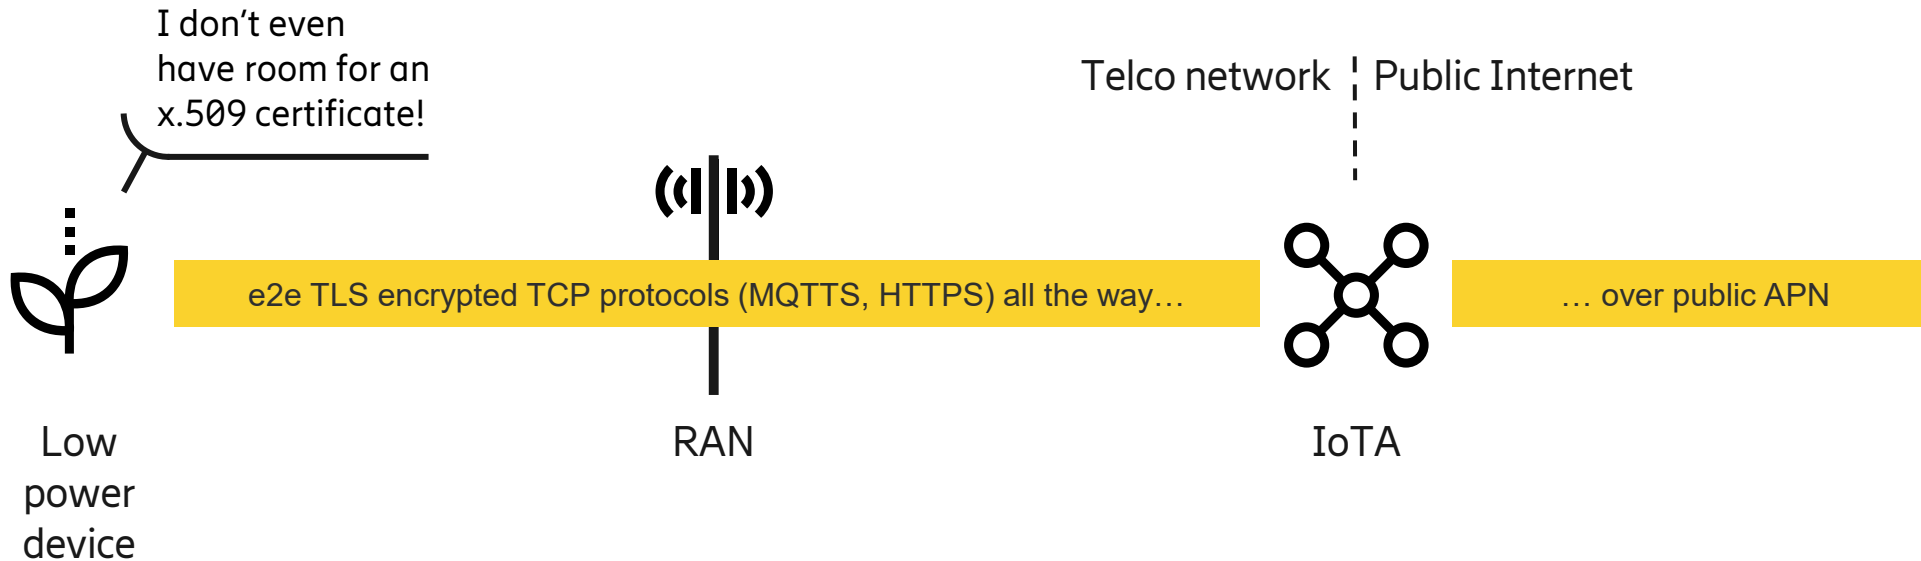 I don’t even
have room for an
x.509 certificate!
Telco network
Public Internet
e2e TLS encrypted TCP protocols (MQTTS, HTTPS) all the way…
… over public APN
Low
power
device
RAN
IoTA